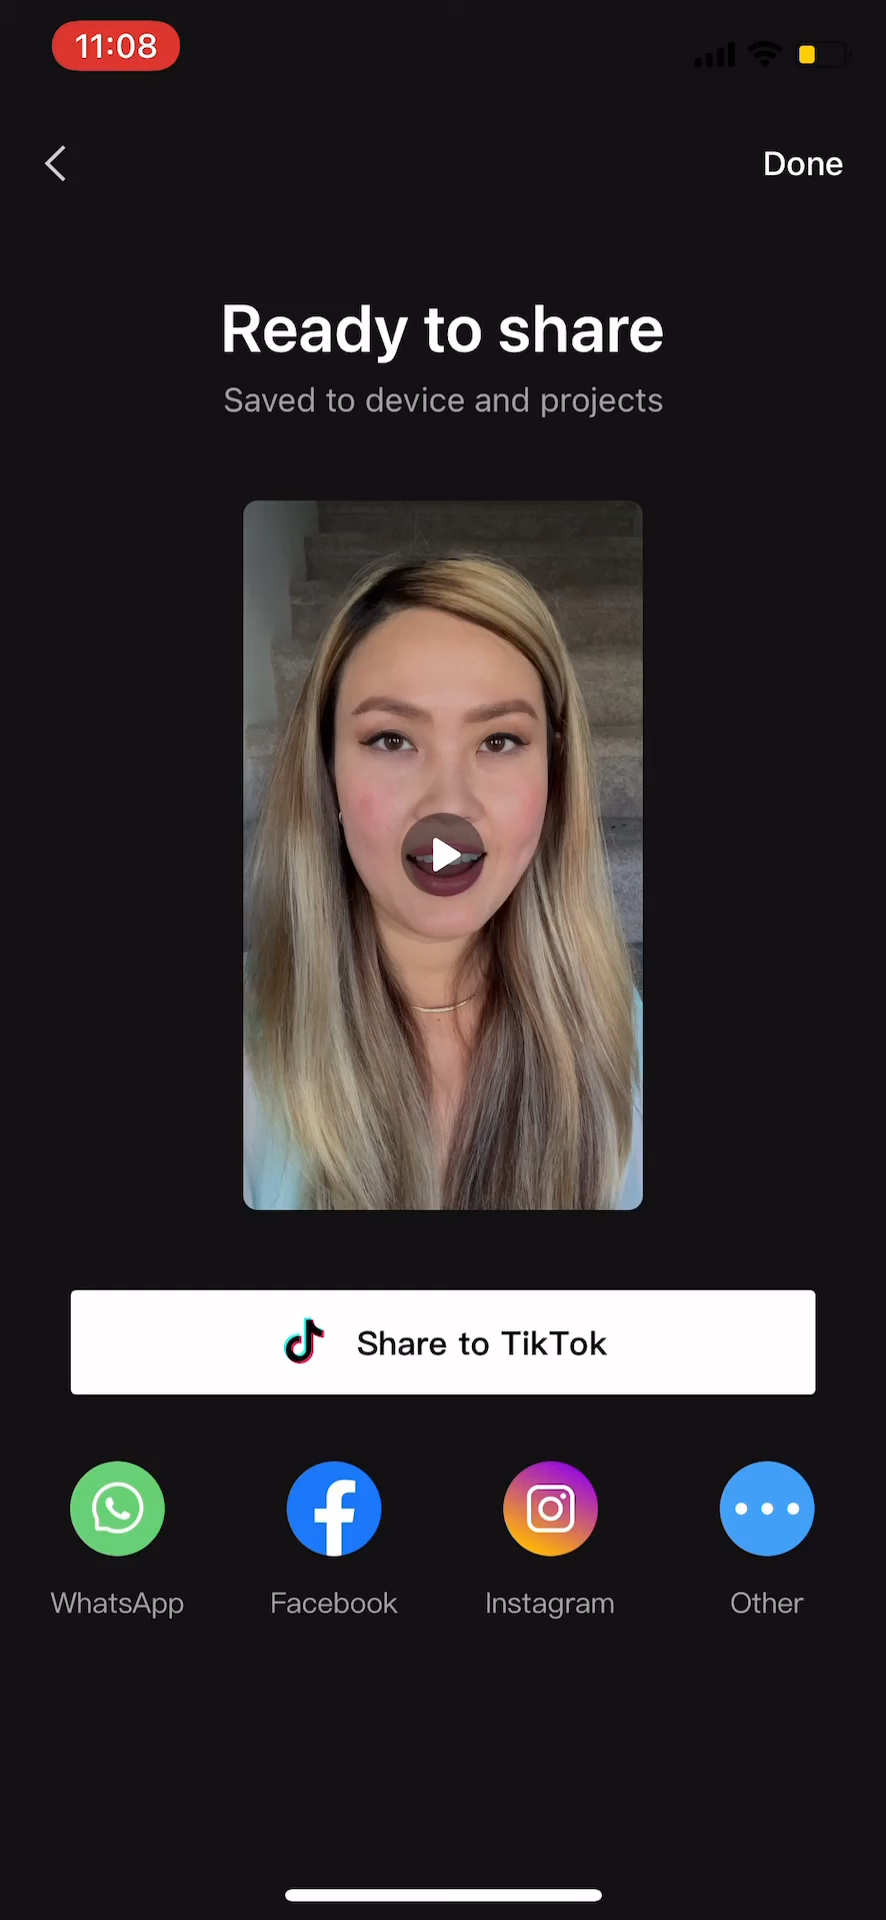 11:08
Done
Ready to share
Saved to device and projects
Share to TikTok
WhatsApp
Facebook
Instagram
Other